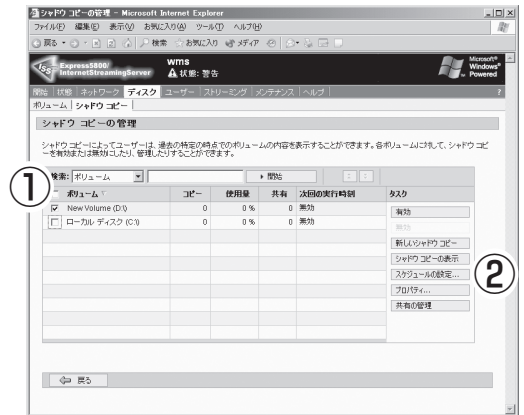 シャドウ コピーの管理 - Microsoft Internet Explorer
ファイル(F) 編集(E) 表示(V) お気に入り(A) ツール(T) ヘルプ(H)
戻る 検索 お気に入り メディア
Express5800/
InternetStreamingServer
iSS
wms
状態: 警告
Microsoft®
Windows®
Powered
開始 状態 ネットワーク ディスク ユーザー ストリーミング メンテナンス ヘルプ ?
ボリューム シャドウ コピー
シャドウ コピーの管理
シャドウ コピーによってユーザーは、過去の特定の時点でのボリュームの内容を表示することができます。各ボリュームに対して、シャドウ コピ
ーを有効または無効にしたり、管理したりすることができます。
①
検索: ボリューム 開始
ボリューム コピー 使用量 共有 次回の実行時刻 タスク
New Volume (D:\) 0 0 % 0 無効
ローカル ディスク (C:\) 0 0 % 0 無効
有効
無効
新しいシャドウ コピー
シャドウ コピーの表示
スケジュールの設定...
②
プロパティ...
共有の管理
戻る